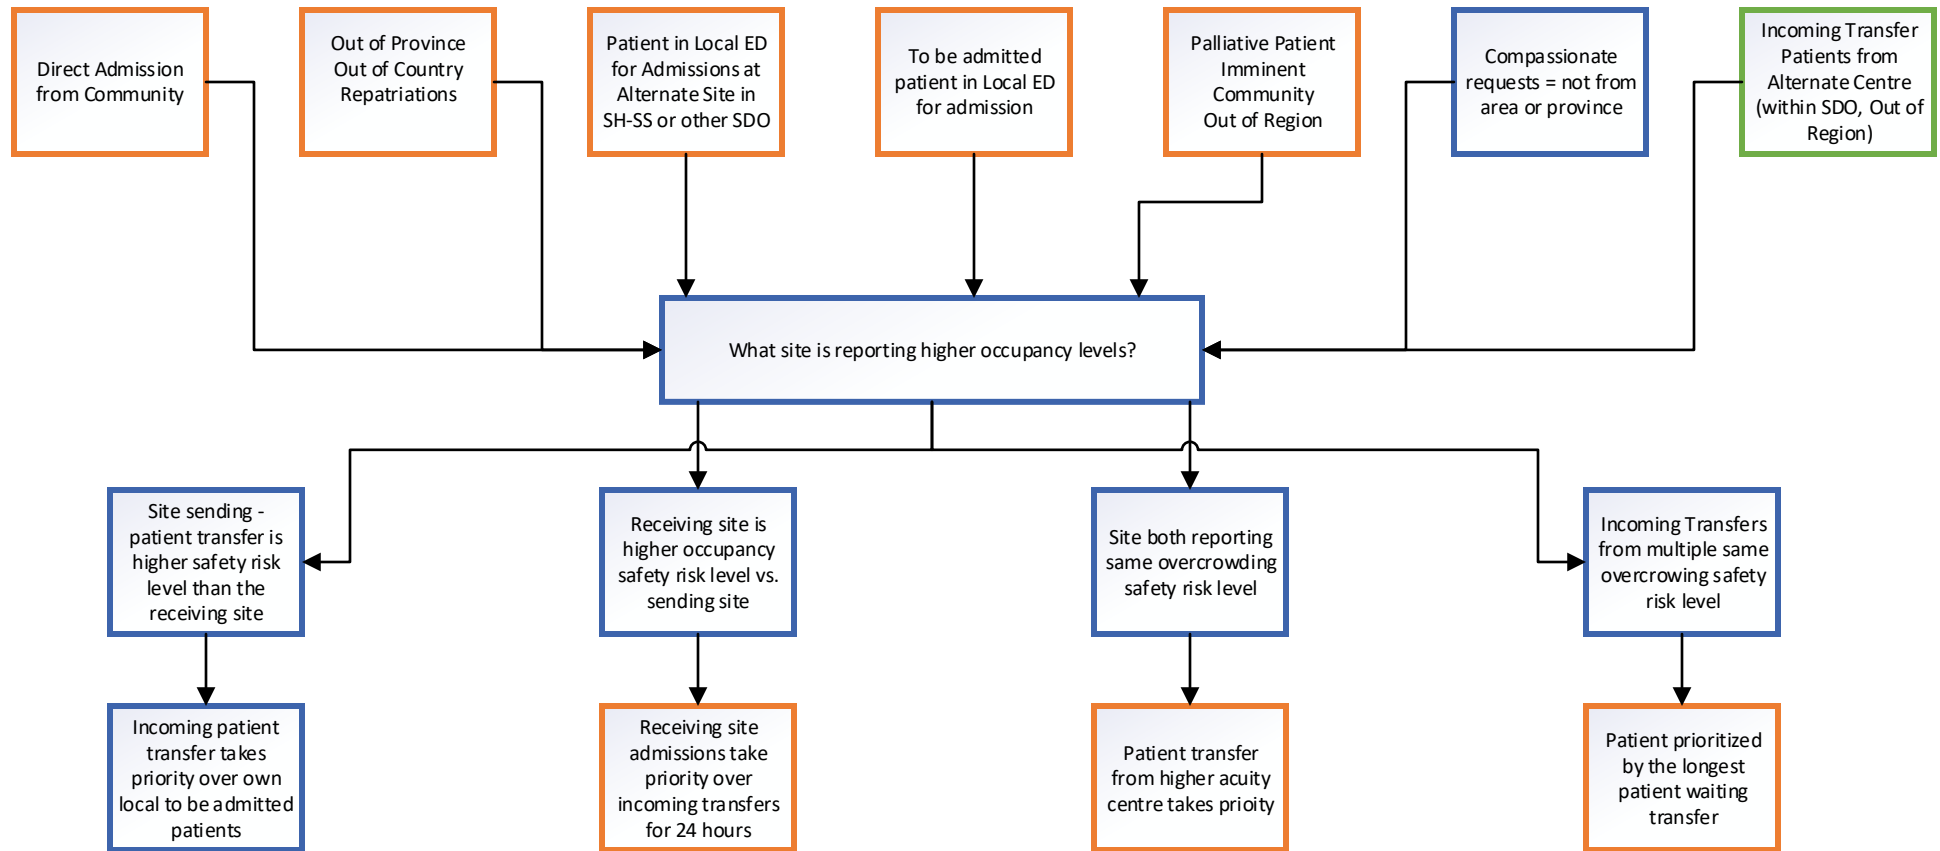 Direct Admission
from Community
Out of Province
Out of Country
Repatriations
Patient in Local ED
for Admissions at
Alternate Site in
SH-SS or other SDO
To be admitted
patient in Local ED
for admission
Palliative Patient
Imminent
Community
Out of Region
Compassionate
requests = not from
area or province
Incoming Transfer
Patients from
Alternate Centre
(within SDO, Out of
Region)
What site is reporting higher occupancy levels?
Site sending -
patient transfer is
higher safety risk
level than the
receiving site
Receiving site is
higher occupancy
safety risk level vs.
sending site
Site both reporting
same overcrowding
safety risk level
Incoming Transfers
from multiple same
overcrowing safety
risk level
Incoming patient
transfer takes
priority over own
local to be admitted
patients
Receiving site
admissions take
priority over
incoming transfers
for 24 hours
Patient transfer
from higher acuity
centre takes prioity
Patient prioritized
by the longest
patient waiting
transfer